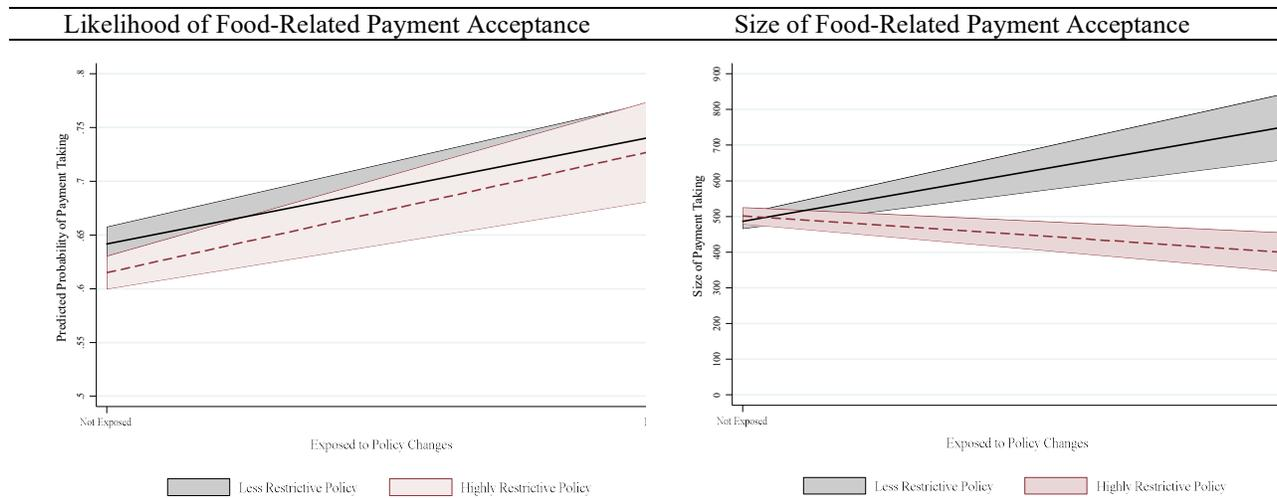 Likelihood of Food-Related Payment Acceptance
Size of Food-Related Payment Acceptance
Predicted Probability of Payment Taking
.8
.75
.7
.65
.6
.55
.5
Not Exposed
Exposed to Policy Changes
Less Restrictive Policy
Highly Restrictive Policy
Size of Payment Taking
900
800
700
600
500
400
300
200
100
0
Not Exposed
Exposed to Policy Changes
Less Restrictive Policy
Highly Restrictive Policy